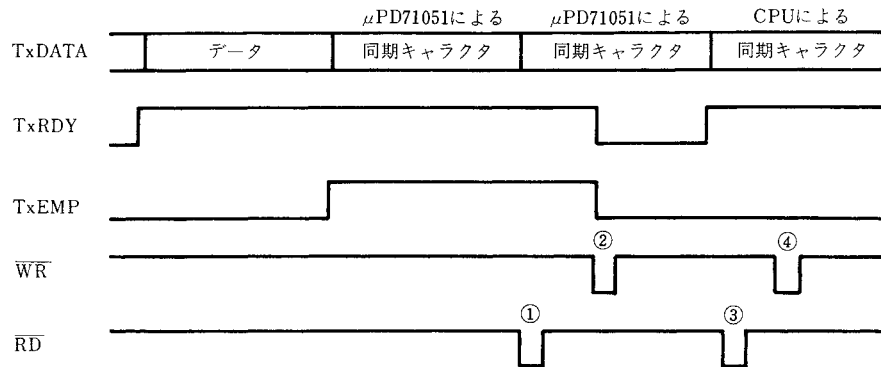 μPD71051による μPD71051による CPUによる
TxDATA データ 同期キャラクタ 同期キャラクタ 同期キャラクタ
TxRDY
TxEMP
② ④
WR
① ③
RD